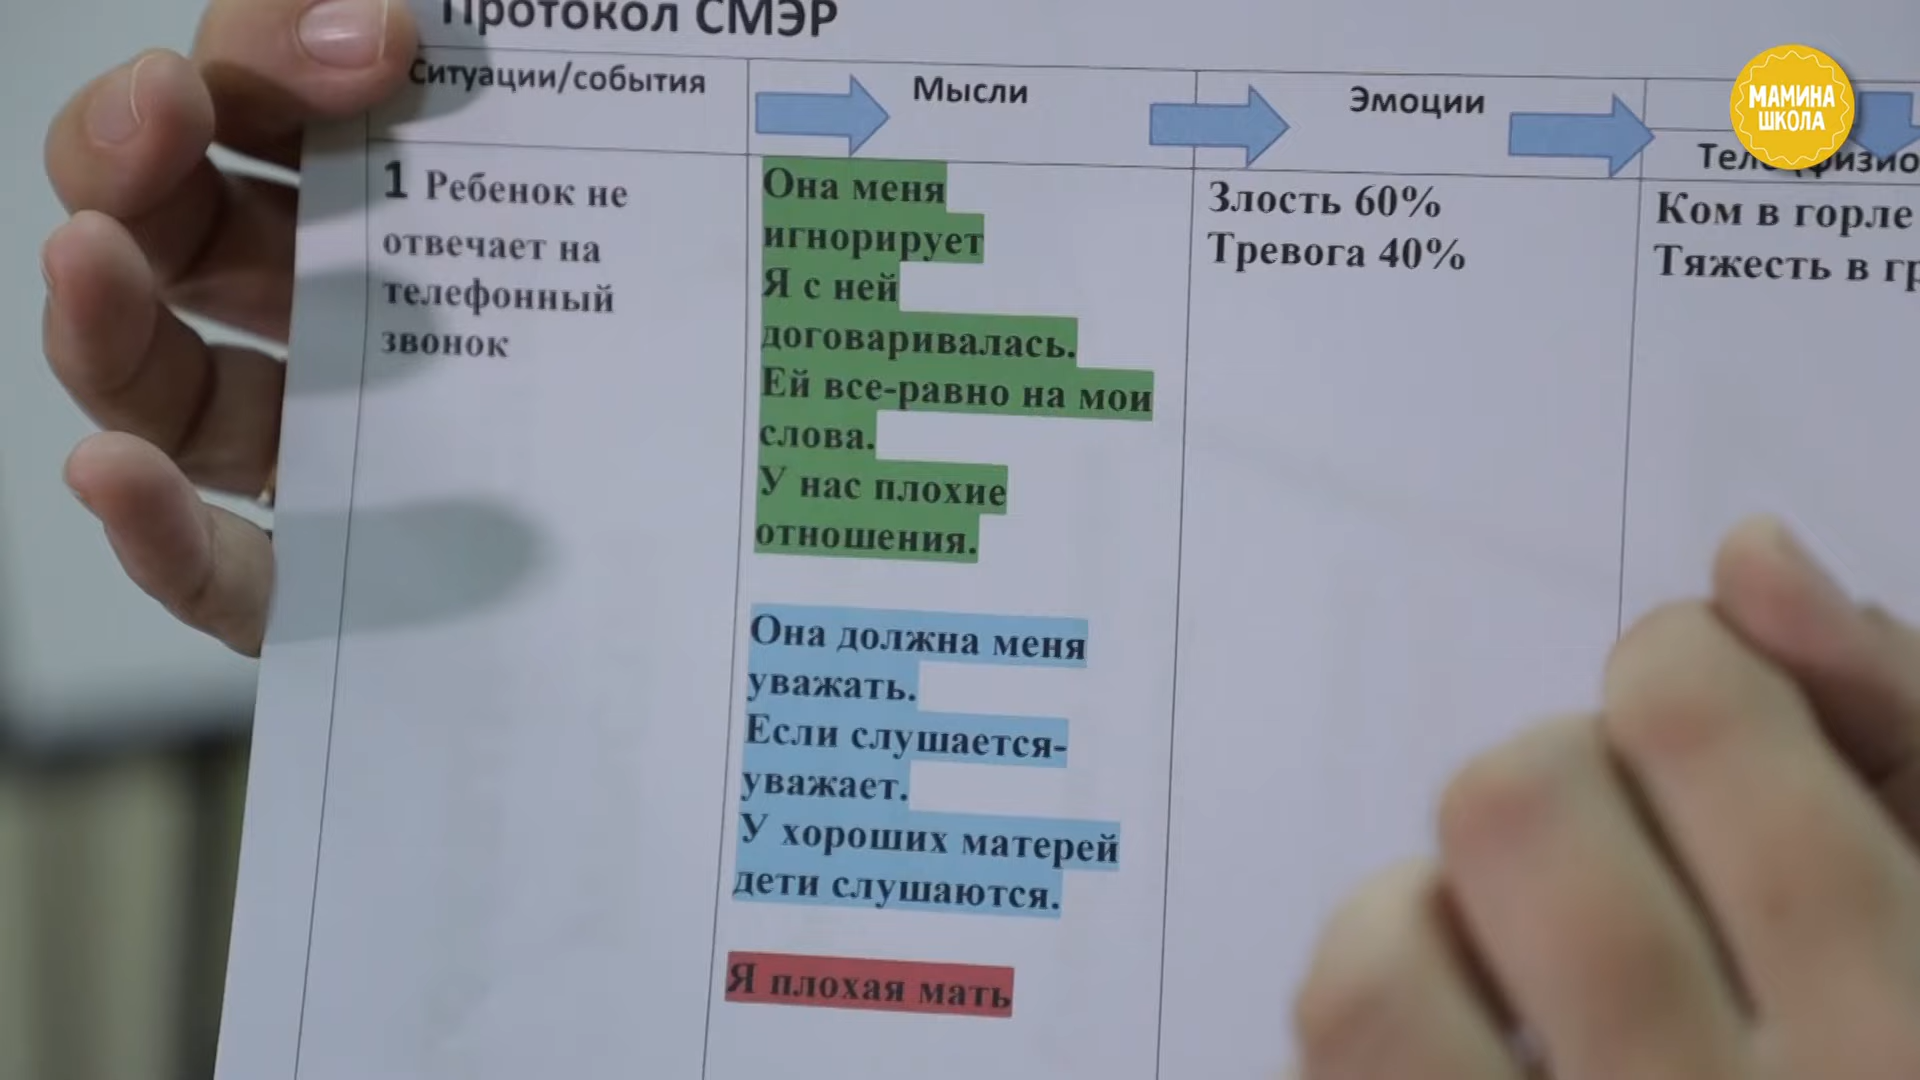 Протокол СМЭР
Ситуации/события
Мысли
Эмоции
МАМИНА
ШКОЛА
1 Ребенок не
отвечает на
телефонный
звонок
Она меня
игнорирует
Я с ней
договаривалась.
Ей все-равно на мои
слова.
У нас плохие
отношения.
Она должна меня
уважать.
Если слушается-
уважает.
У хороших матерей
дети слушаются.
Я плохая мать
Злость 60%
Тревога 40%
Ком в горле
Тяжесть в